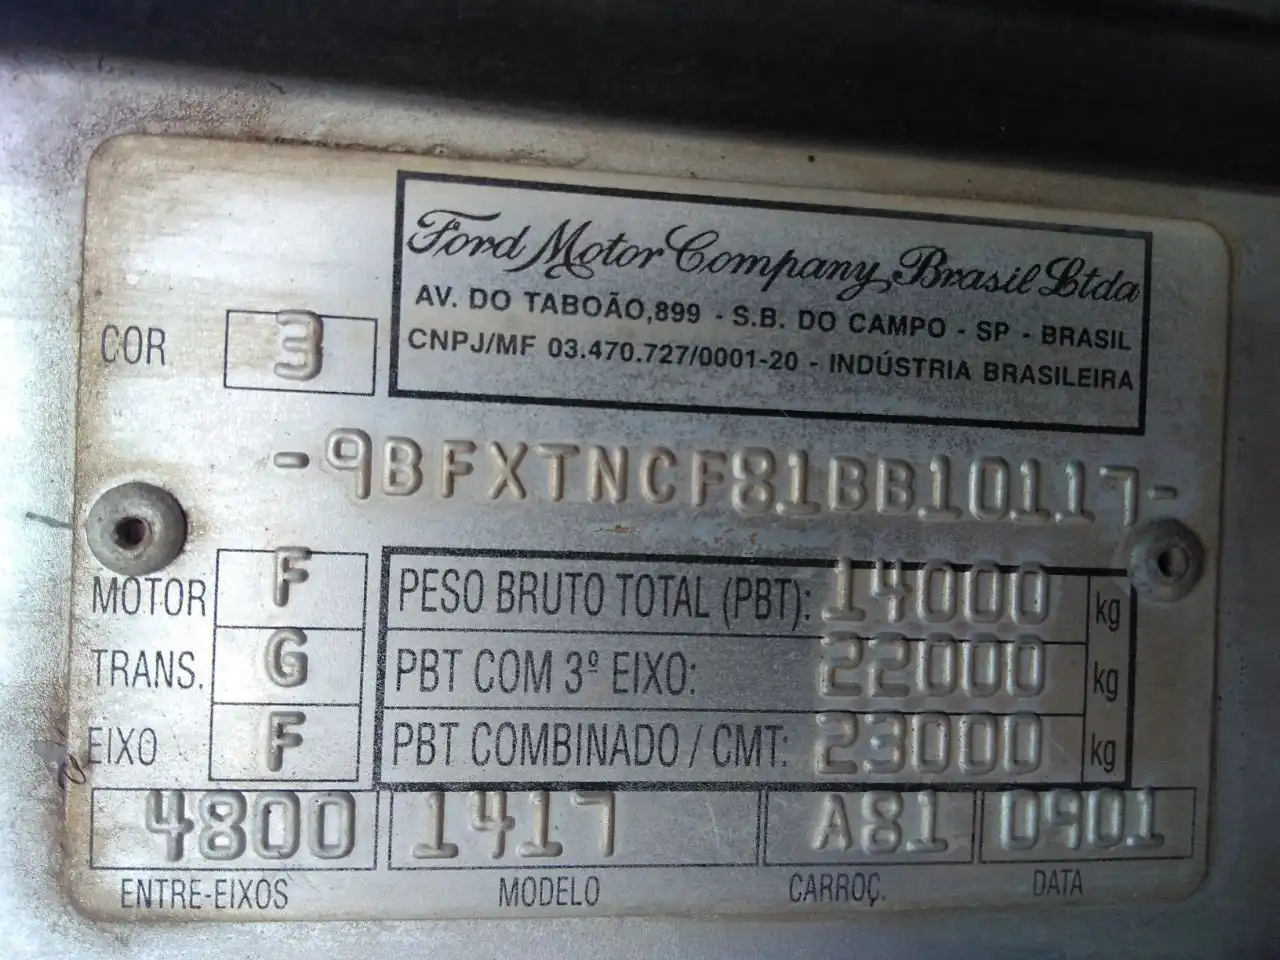 Ford Motor Company Brasil Ltda
AV. DO TABOÃO,899 - S.B. DO CAMPO - SP - BRASIL
CNPJ/MF 03.470.727/0001-20 - INDÚSTRIA BRASILEIRA
COR 3
-9BFXTNCF81BB10117-
MOTOR F PESO BRUTO TOTAL (PBT): 14000 kg
TRANS. G PBT COM 3º EIXO: 22000 kg
EIXO F PBT COMBINADO / CMT: 23000 kg
4800 1417 A81 0901
ENTRE-EIXOS MODELO CARROÇ. DATA